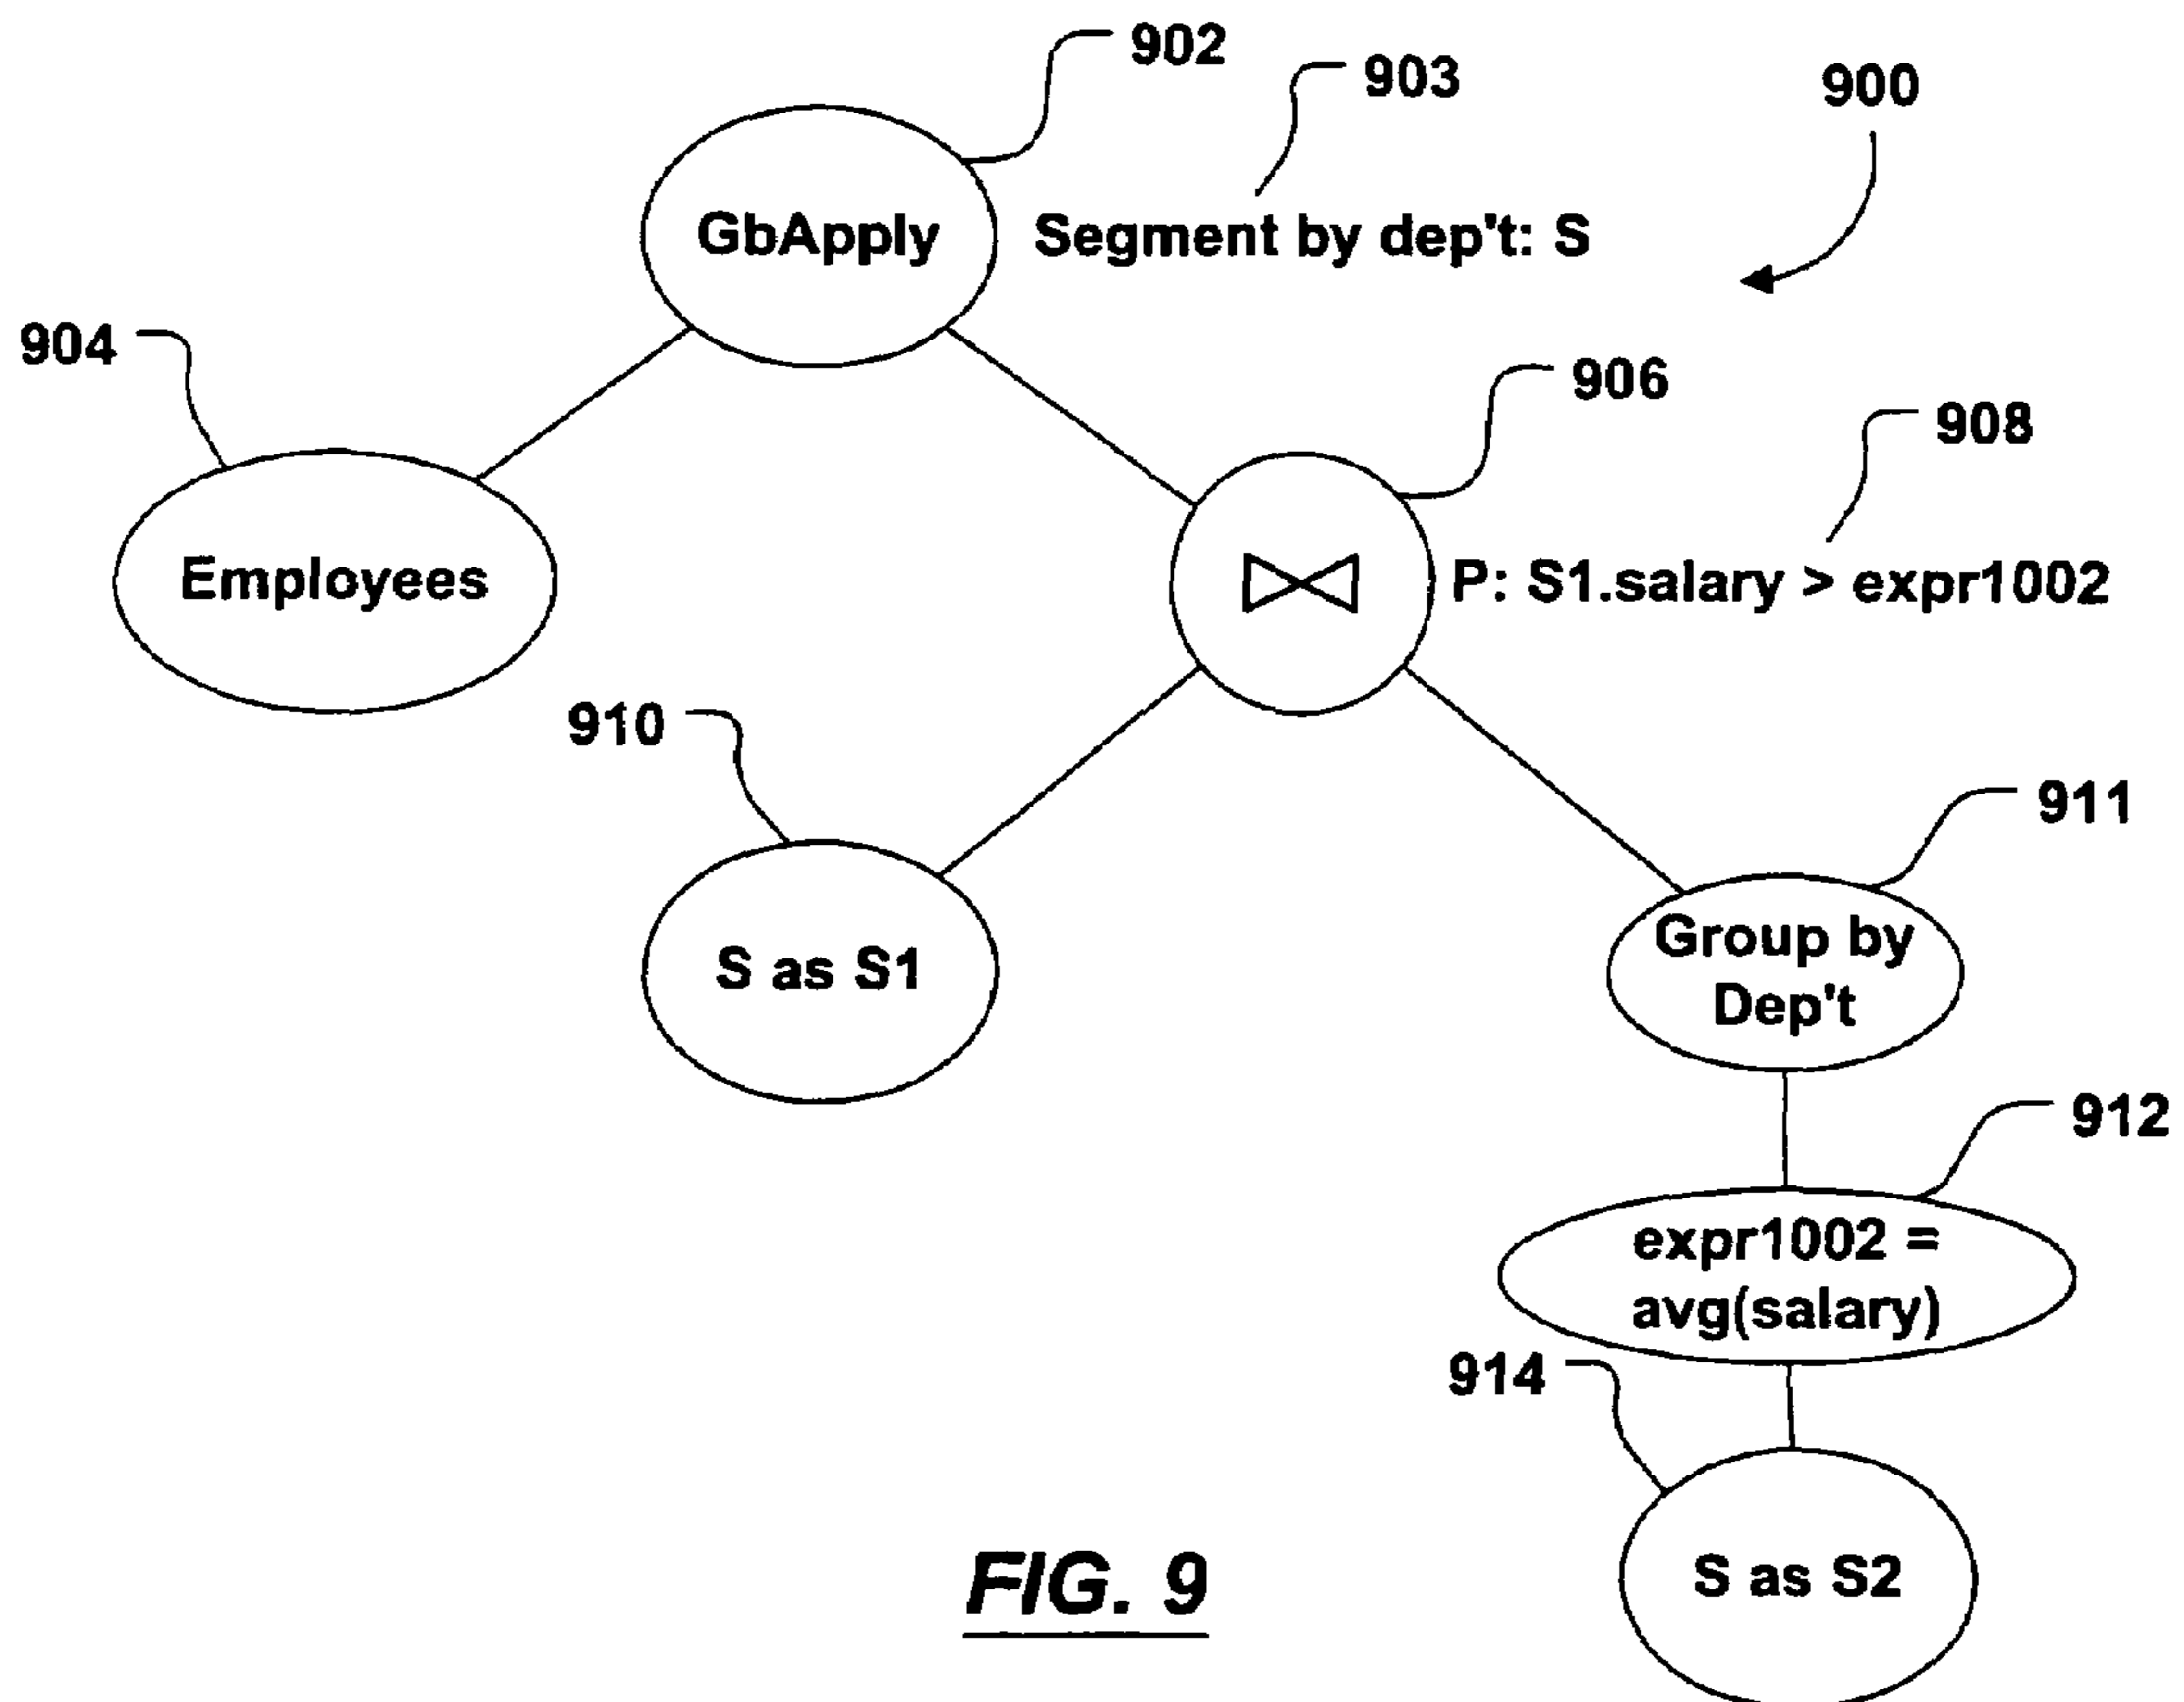 902
903
900
GbApply
Segment by dep't: S
904
906
908
Employees
P: S1.salary > expr1002
910
911
S as S1
Group by
Dep't
912
expr1002 =
avg(salary)
914
S as S2
FIG. 9